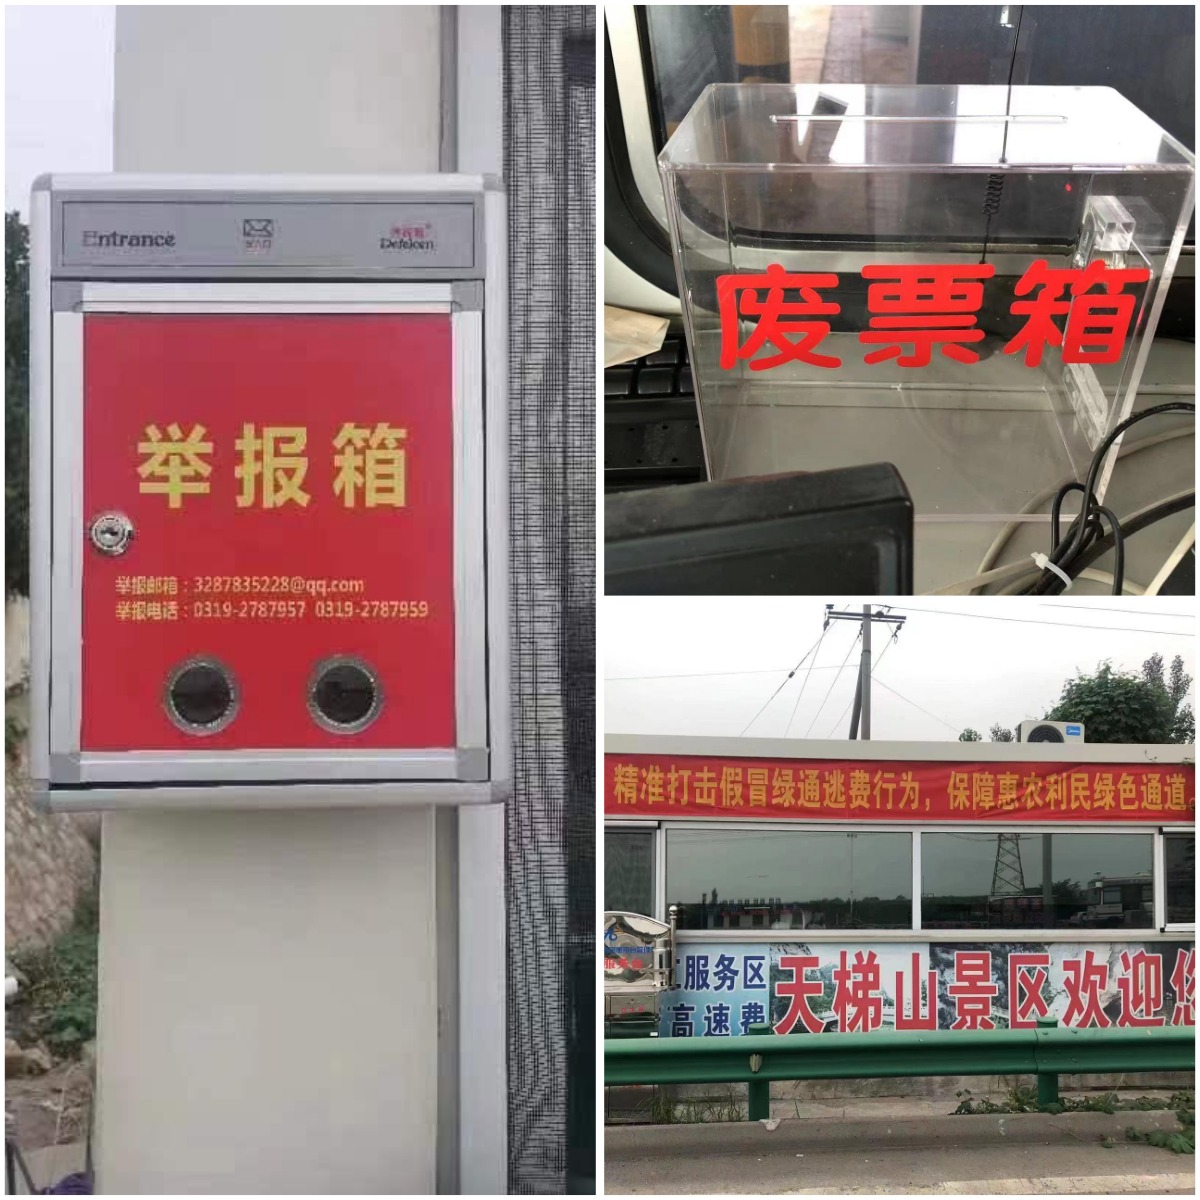 Entrance
Defelcen
举报箱
举报邮箱：3287835228@qq.com
举报电话：0319-2787957 0319-2787959
废票箱
精准打击假冒绿通逃费行为，保障惠农利民绿色通道
服务区
高速费
天梯山景区欢迎您